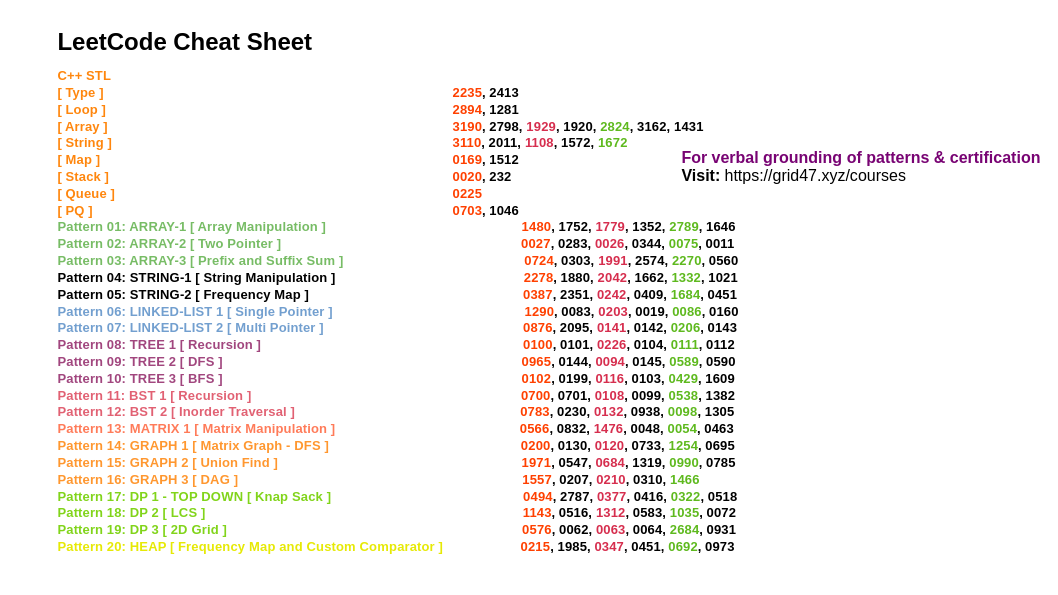 LeetCode Cheat Sheet
C++ STL
[ Type ] 2235, 2413
[ Loop ] 2894, 1281
[ Array ] 3190, 2798, 1929, 1920, 2824, 3162, 1431
[ String ] 3110, 2011, 1108, 1572, 1672
[ Map ] 0169, 1512
For verbal grounding of patterns & certification
[ Stack ] 0020, 232
Visit: https://grid47.xyz/courses
[ Queue ] 0225
[ PQ ] 0703, 1046
Pattern 01: ARRAY-1 [ Array Manipulation ] 1480, 1752, 1779, 1352, 2789, 1646
Pattern 02: ARRAY-2 [ Two Pointer ] 0027, 0283, 0026, 0344, 0075, 0011
Pattern 03: ARRAY-3 [ Prefix and Suffix Sum ] 0724, 0303, 1991, 2574, 2270, 0560
Pattern 04: STRING-1 [ String Manipulation ] 2278, 1880, 2042, 1662, 1332, 1021
Pattern 05: STRING-2 [ Frequency Map ] 0387, 2351, 0242, 0409, 1684, 0451
Pattern 06: LINKED-LIST 1 [ Single Pointer ] 1290, 0083, 0203, 0019, 0086, 0160
Pattern 07: LINKED-LIST 2 [ Multi Pointer ] 0876, 2095, 0141, 0142, 0206, 0143
Pattern 08: TREE 1 [ Recursion ] 0100, 0101, 0226, 0104, 0111, 0112
Pattern 09: TREE 2 [ DFS ] 0965, 0144, 0094, 0145, 0589, 0590
Pattern 10: TREE 3 [ BFS ] 0102, 0199, 0116, 0103, 0429, 1609
Pattern 11: BST 1 [ Recursion ] 0700, 0701, 0108, 0099, 0538, 1382
Pattern 12: BST 2 [ Inorder Traversal ] 0783, 0230, 0132, 0938, 0098, 1305
Pattern 13: MATRIX 1 [ Matrix Manipulation ] 0566, 0832, 1476, 0048, 0054, 0463
Pattern 14: GRAPH 1 [ Matrix Graph - DFS ] 0200, 0130, 0120, 0733, 1254, 0695
Pattern 15: GRAPH 2 [ Union Find ] 1971, 0547, 0684, 1319, 0990, 0785
Pattern 16: GRAPH 3 [ DAG ] 1557, 0207, 0210, 0310, 1466
Pattern 17: DP 1 - TOP DOWN [ Knap Sack ] 0494, 2787, 0377, 0416, 0322, 0518
Pattern 18: DP 2 [ LCS ] 1143, 0516, 1312, 0583, 1035, 0072
Pattern 19: DP 3 [ 2D Grid ] 0576, 0062, 0063, 0064, 2684, 0931
Pattern 20: HEAP [ Frequency Map and Custom Comparator ] 0215, 1985, 0347, 0451, 0692, 0973